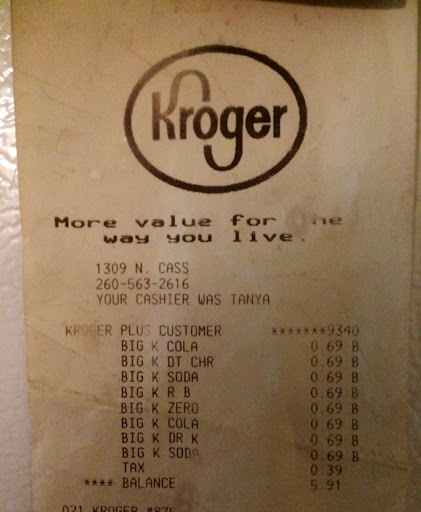 Kroger
More value for he
way you live.
1309 N. CASS
260-563-2616
YOUR CASHIER WAS TANYA
KROGER PLUS CUSTOMER *******9340
BIG K COLA 0.69 B
BIG K DT CHR 0.69 B
BIG K SODA 0.69 B
BIG K R B 0.69 B
BIG K ZERO 0.69 B
BIG K COLA 0.69 B
BIG K DR K 0.69 B
BIG K SODA 0.69 B
TAX 0.39
**** BALANCE 5.91
021 KROGER